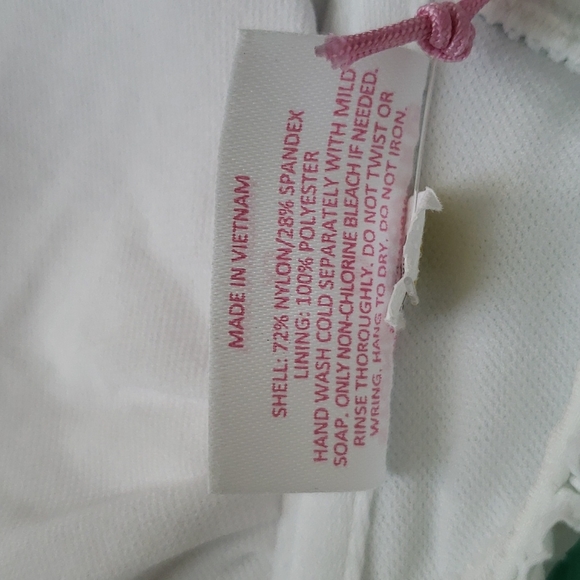 MADE IN VIETNAM
SHELL: 72% NYLON/28% SPANDEX
LINING: 100% POLYESTER
HAND WASH COLD SEPARATELY WITH MILD
SOAP. ONLY NON-CHLORINE BLEACH IF NEEDED.
RINSE THOROUGHLY. DO NOT TWIST OR
WRING. HANG TO DRY. DO NOT IRON.